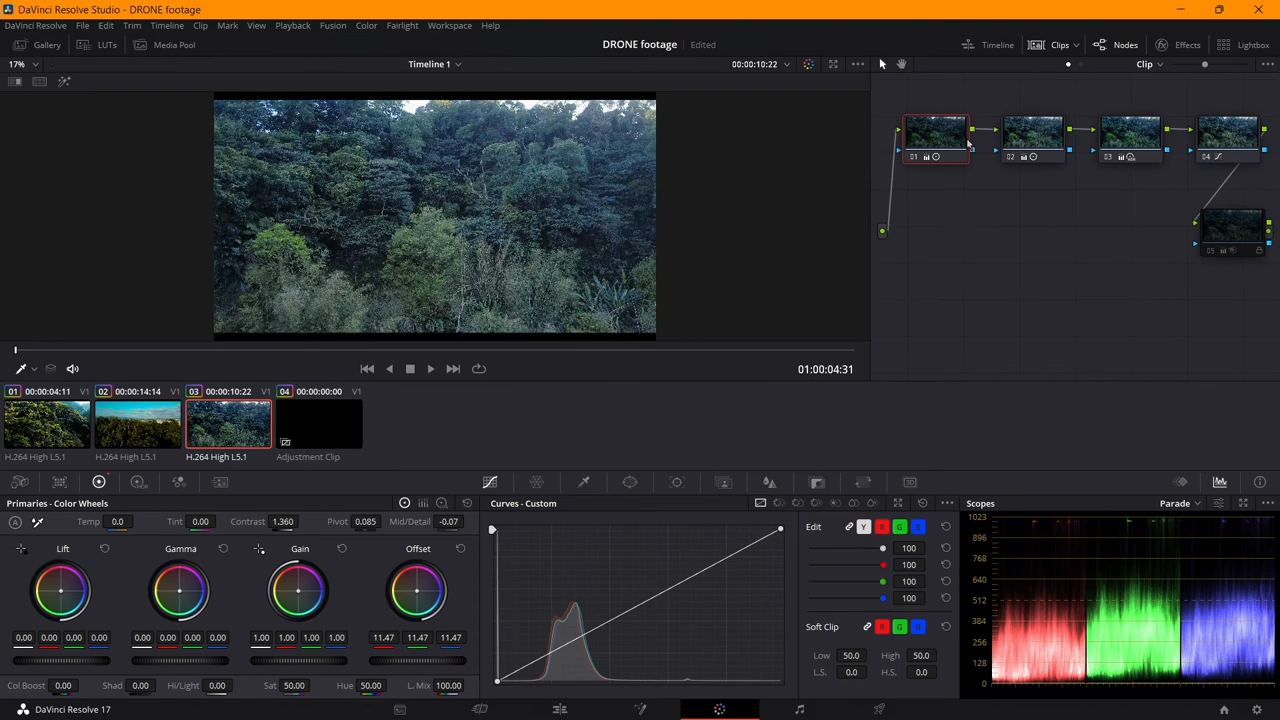 DaVinci Resolve Studio - DRONE footage
DaVinci Resolve File Edit Trim Timeline Clip Mark View Playback Fusion Color Fairlight Workspace Help
Gallery LUTs Media Pool DRONE footage Edited Timeline Clips Nodes Effects Lightbox
17% Timeline 1 00:00:10:22 Clip
01
02
03
04
05
01:00:04:31
01 00:00:04:11 V1 02 00:00:14:14 V1 03 00:00:10:22 V1 04 00:00:00:00 V1
H.264 High L5.1 H.264 High L5.1 H.264 High L5.1 Adjustment Clip
Primaries - Color Wheels Curves - Custom Scopes Parade
Temp 0.0 Tint 0.00 Contrast 1.360 Pivot 0.085 Mid/Detail -0.07
A
Lift Gamma Gain Offset
0.00 0.00 0.00 0.00 0.00 0.00 0.00 0.00 1.00 1.00 1.00 1.00 11.47 11.47 11.47
Col Boost 0.00 Shad 0.00 Hi/Light 0.00 Sat 50.00 Hue 50.00 L. Mix 100.00
Edit Y R G B
100
100
100
100
Soft Clip R G B
Low 50.0 High 50.0
L.S. 0.0 H.S. 0.0
1023
896
768
640
512
384
256
128
0
DaVinci Resolve 17